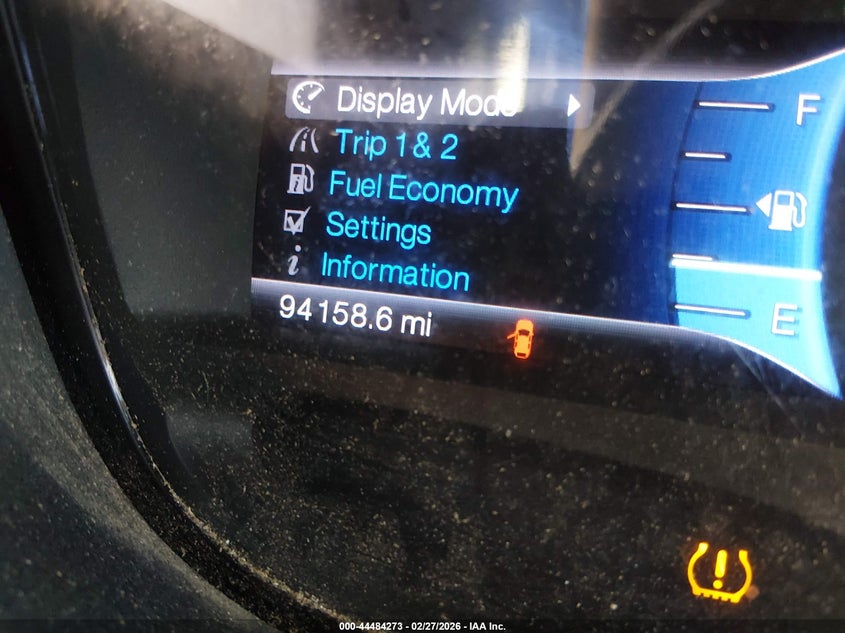 Display Mode
F
Trip 1 & 2
Fuel Economy
Settings
Information
E
94158.6 mi
000-44484273 - 02/27/2026 - IAA Inc.